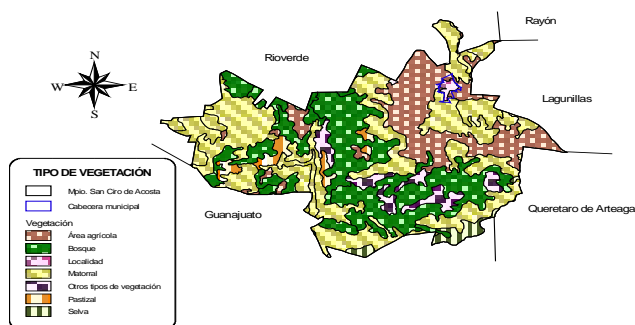 Rayón
Rioverde
N
W E
S
Lagunillas
TIPO DE VEGETACIÓN
Mpio. San Ciro de Acosta
Cabecera municipal
Vegetación
Área agrícola
Bosque
Localidad
Matorral
Otros tipos de vegetación
Pastizal
Selva
Guanajuato
Queretaro de Arteaga